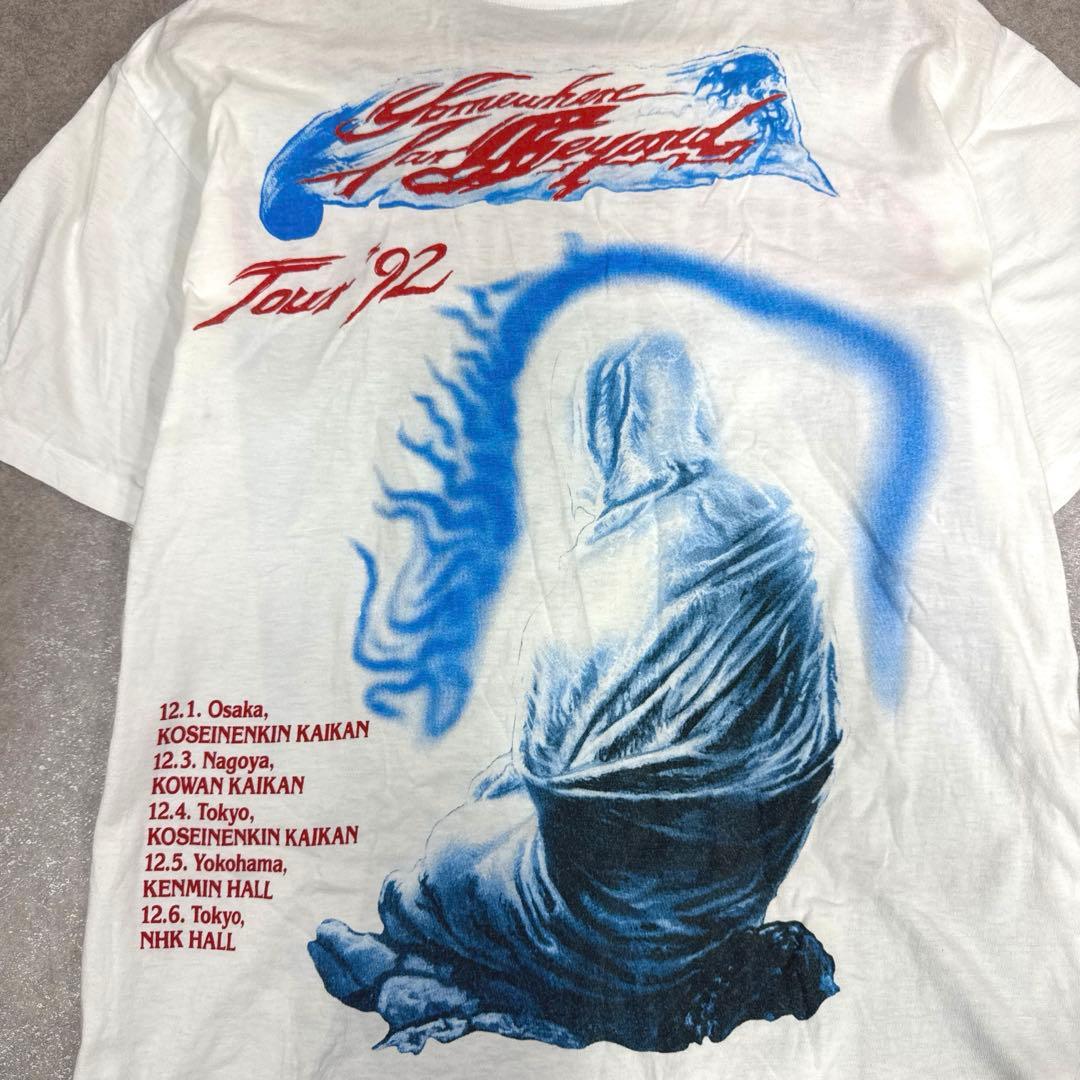 Somewhere
far Beyond
Tour '92
12.1. Osaka,
KOSEINENKIN KAIKAN
12.3. Nagoya,
KOWAN KAIKAN
12.4. Tokyo,
KOSEINENKIN KAIKAN
12.5. Yokohama,
KENMIN HALL
12.6. Tokyo,
NHK HALL